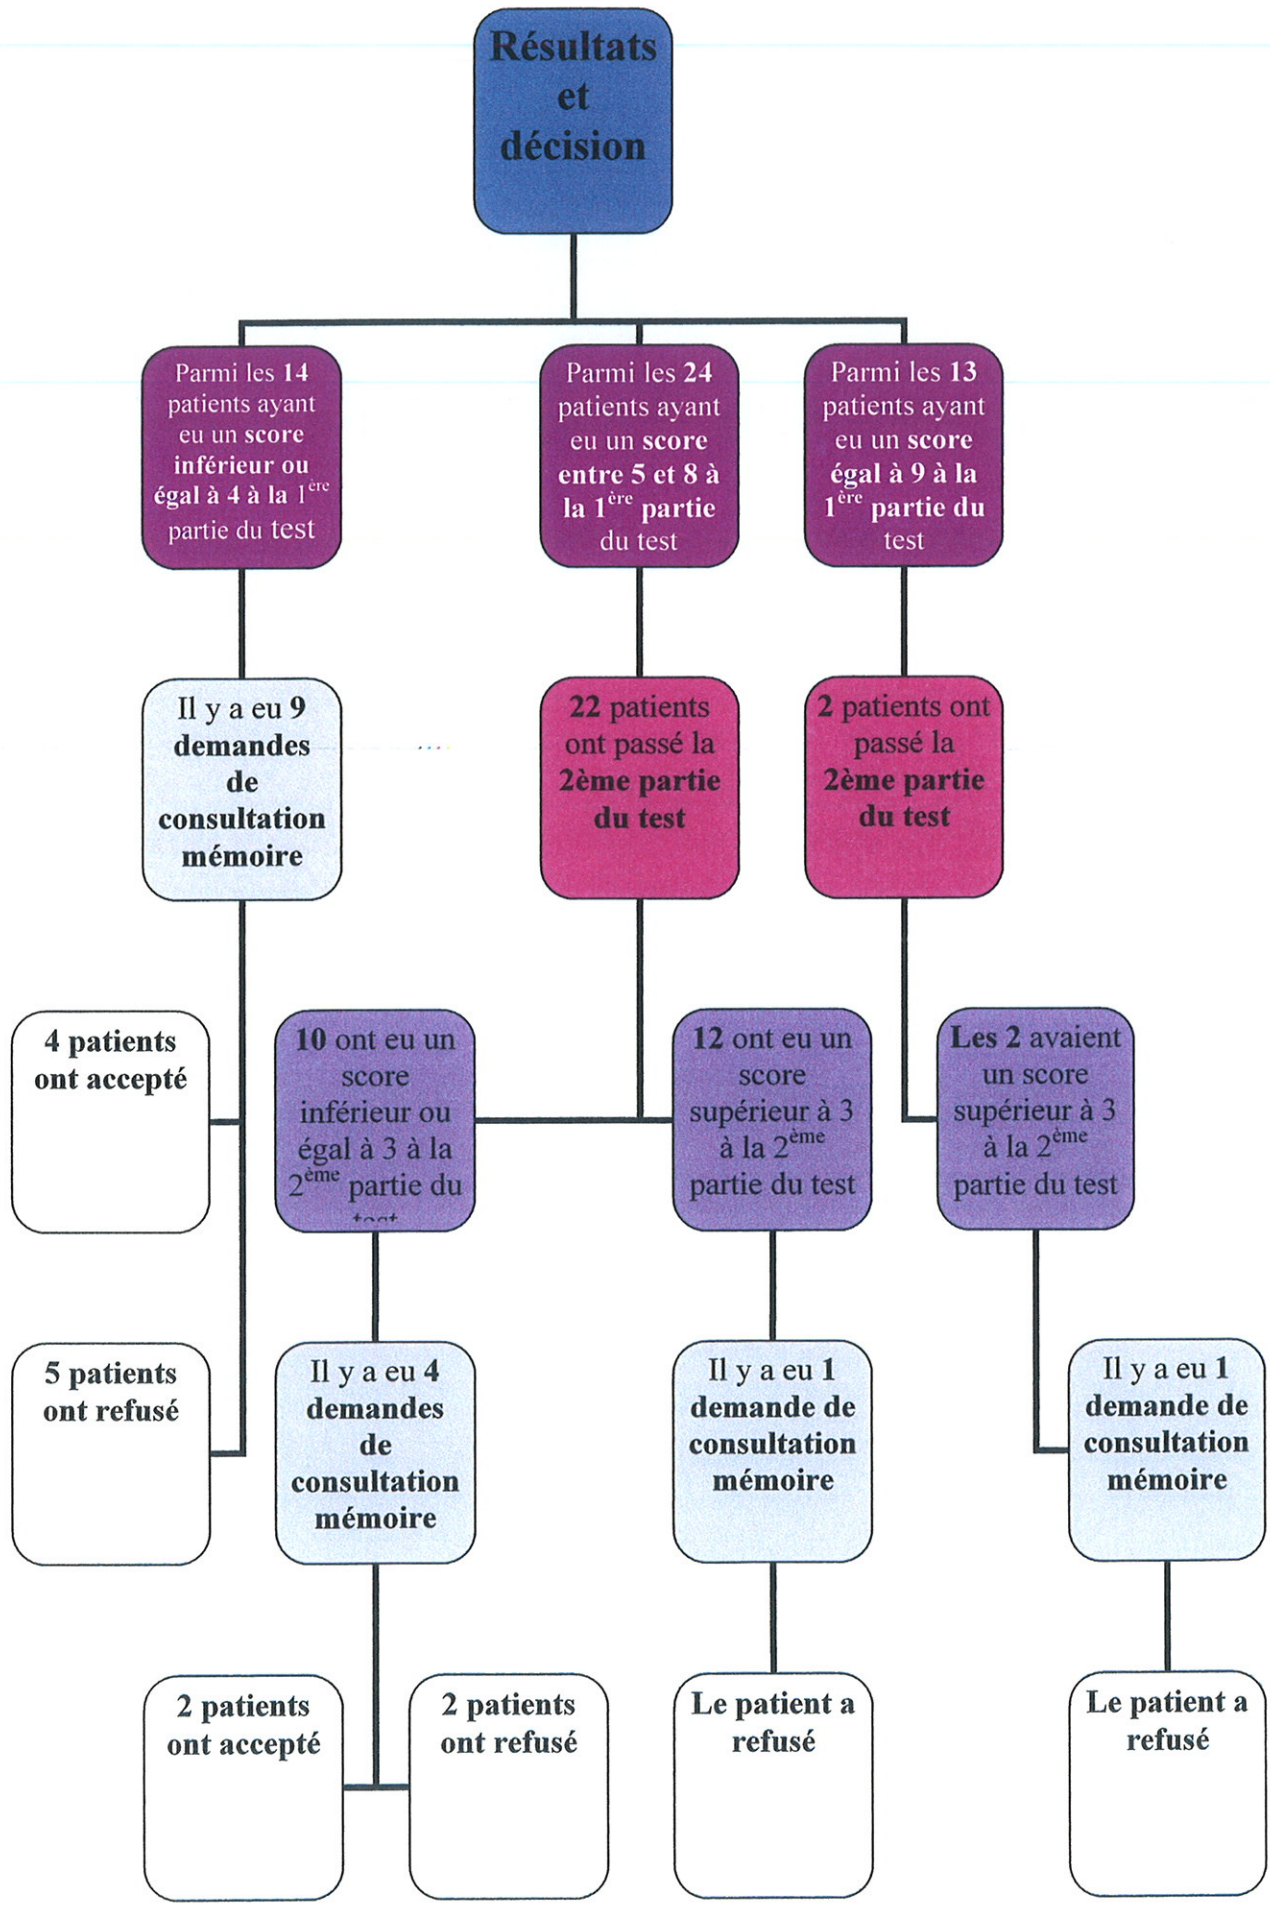 Résultats
et
décision
Parmi les 14
patients ayant
eu un score
inférieur ou
égal à 4 à la 1ère
partie du test
Parmi les 24
patients ayant
eu un score
entre 5 et 8 à
la 1ère partie
du test
Parmi les 13
patients ayant
eu un score
égal à 9 à la
1ère partie du
test
Il y a eu 9
demandes
de
consultation
mémoire
22 patients
ont passé la
2ème partie
du test
2 patients ont
passé la
2ème partie
du test
4 patients
ont accepté
10 ont eu un
score
inférieur ou
égal à 3 à la
2ème partie du
test
12 ont eu un
score
supérieur à 3
à la 2ème
partie du test
Les 2 avaient
un score
supérieur à 3
à la 2ème
partie du test
5 patients
ont refusé
Il y a eu 4
demandes
de
consultation
mémoire
Il y a eu 1
demande de
consultation
mémoire
Il y a eu 1
demande de
consultation
mémoire
2 patients
ont accepté
2 patients
ont refusé
Le patient a
refusé
Le patient a
refusé